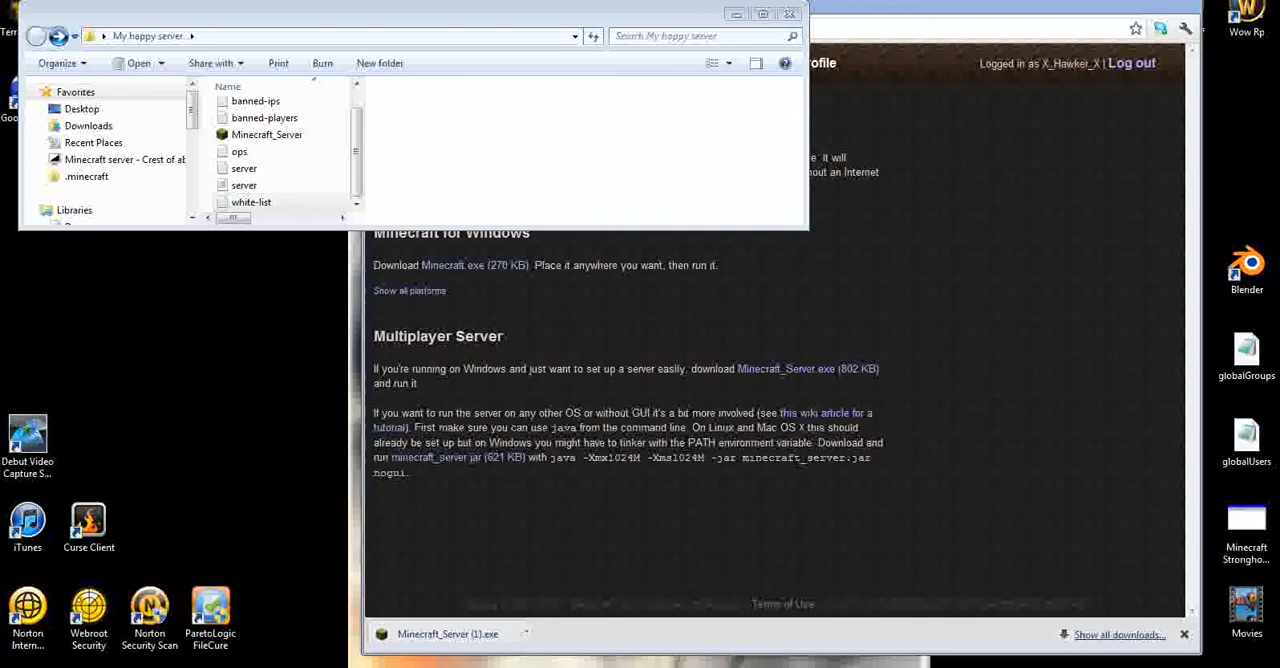 Wow Rp
My happy server
Search My happy server
Organize
Open
Share with
Print
Burn
New folder
Favorites
Desktop
Downloads
Recent Places
Minecraft server - Crest of ab
.minecraft
Libraries
Name
banned-ips
banned-players
Minecraft_Server
ops
server
server
white-list
ofile
Logged in as X_Hawker_X | Log out
e. It will
out an Internet
Minecraft for Windows
Download Minecraft.exe (270 KB). Place it anywhere you want, then run it.
Show all platforms
Multiplayer Server
If you're running on Windows and just want to set up a server easily, download Minecraft_Server.exe (802 KB)
and run it
If you want to run the server on any other OS or without GUI it's a bit more involved (see this wiki article for a
tutorial). First make sure you can use java from the command line. On Linux and Mac OS X this should
already be set up but on Windows you might have to tinker with the PATH environment variable. Download and
run minecraft_server.jar (621 KB) with java -Xmx1024M -Xms1024M -jar minecraft_server.jar
nogui.
Terms of Use
Minecraft_Server (1).exe
Show all downloads...
Debut Video
Capture S...
iTunes
Curse Client
Norton
Intern...
Webroot
Security
Norton
Security Scan
ParetoLogic
FileCure
Blender
globalGroups
globalUsers
Minecraft
Strongho...
Movies